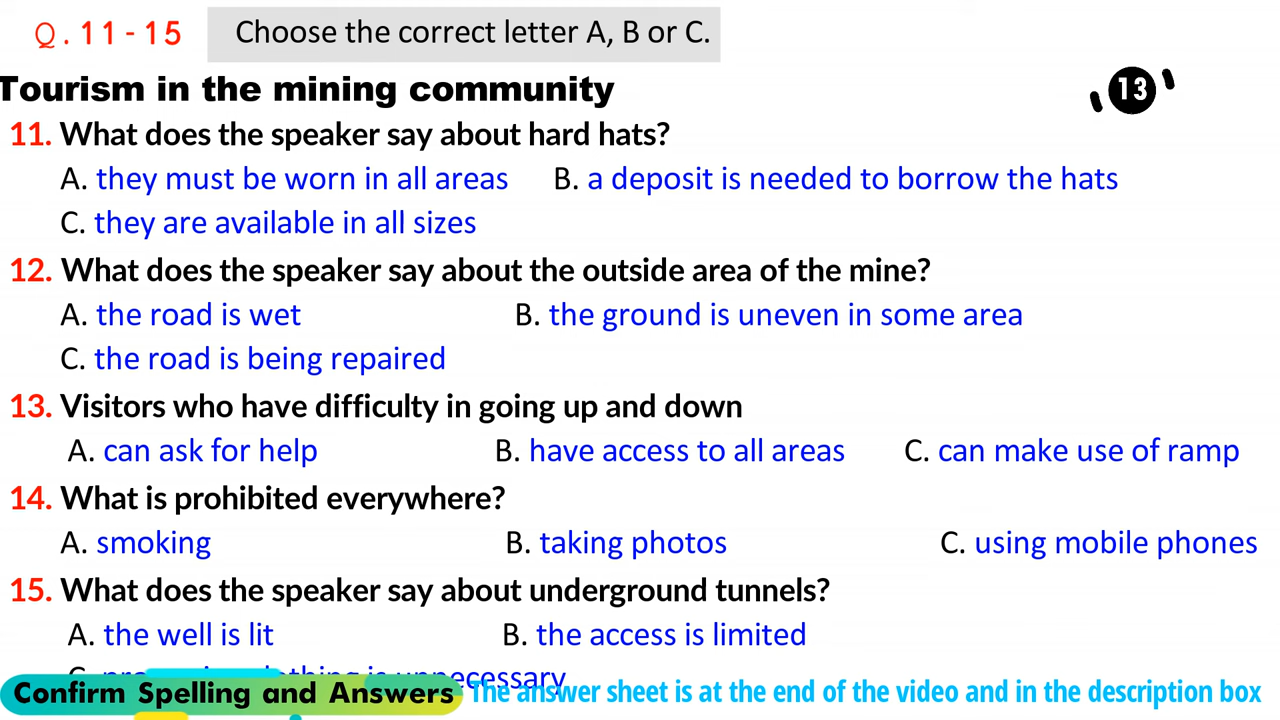 Q.11-15 Choose the correct letter A, B or C.
Tourism in the mining community
13
11. What does the speaker say about hard hats?
A. they must be worn in all areas B. a deposit is needed to borrow the hats
C. they are available in all sizes
12. What does the speaker say about the outside area of the mine?
A. the road is wet B. the ground is uneven in some area
C. the road is being repaired
13. Visitors who have difficulty in going up and down
A. can ask for help B. have access to all areas C. can make use of ramp
14. What is prohibited everywhere?
A. smoking B. taking photos C. using mobile phones
15. What does the speaker say about underground tunnels?
A. the well is lit B. the access is limited
C. clothing is unnecessary
Confirm Spelling and Answers The answer sheet is at the end of the video and in the description box